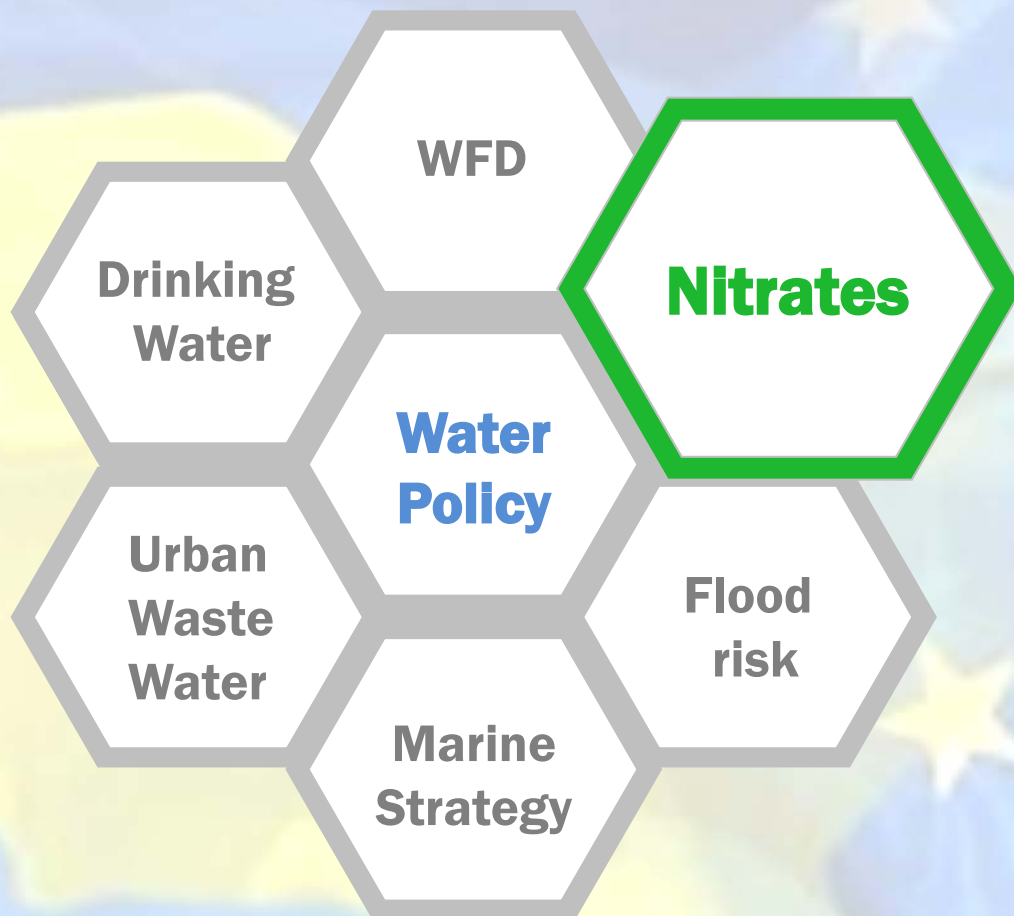 WFD
Nitrates
Drinking
Water
Water
Policy
Urban
Waste
Water
Flood
risk
Marine
Strategy